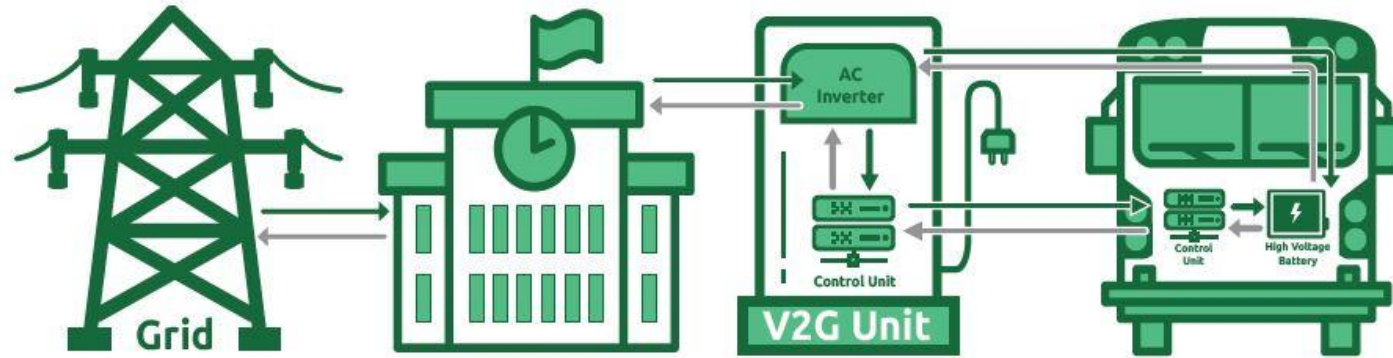 Grid
AC
Inverter
Control Unit
V2G Unit
Control
Unit
High Voltage
Battery